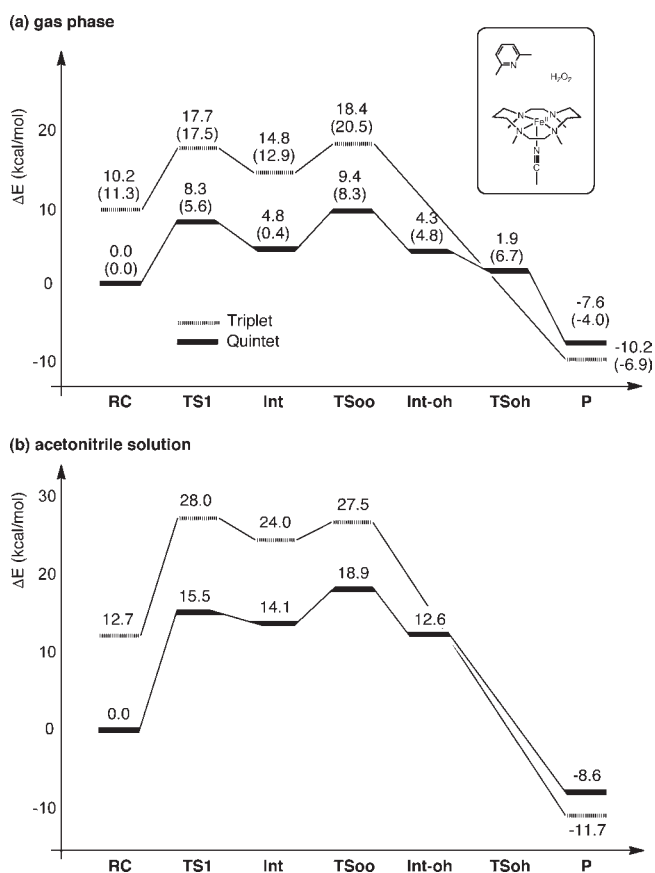 (a) gas phase
ΔE (kcal/mol)
20
10
0
-10
10.2
(11.3)
17.7
(17.5)
14.8
(12.9)
18.4
(20.5)
0.0
(0.0)
8.3
(5.6)
4.8
(0.4)
9.4
(8.3)
4.3
(4.8)
1.9
(6.7)
-7.6
(-4.0)
-10.2
(-6.9)
Triplet
Quintet
N
H₂O₂
N N
Fe^II
N N
N
C
RC TS1 Int TSoo Int-oh TSoh P
(b) acetonitrile solution
ΔE (kcal/mol)
30
20
10
0
-10
12.7
28.0
24.0
27.5
0.0
15.5
14.1
18.9
12.6
-8.6
-11.7
RC TS1 Int TSoo Int-oh TSoh P